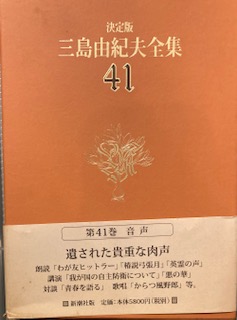 決定版
三島由紀夫全集
41
第41巻 音声
遺された貴重な肉声
朗読「わが友ヒットラー」「椿説弓張月」「英霊の声」
講演「我が国の自主防衛について」「悪の華」
対談「青春を語る」 歌唱「からっ風野郎」等。
新潮社版 定価:本体5800円(税別)